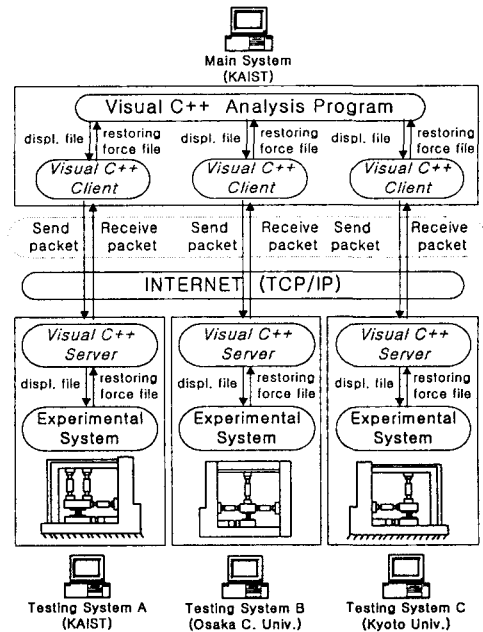 Main System
(KAIST)
Visual C++ Analysis Program
displ. file
restoring
force file
displ. file
restoring
force file
displ. file
restoring
force file
Visual C++
Client
Visual C++
Client
Visual C++
Client
Send
packet
Receive
packet
Send
packet
Receive
packet
Send
packet
Receive
packet
INTERNET (TCP/IP)
Visual C++
Server
Visual C++
Server
Visual C++
Server
displ. file
restoring
force file
displ. file
restoring
force file
displ. file
restoring
force file
Experimental
System
Experimental
System
Experimental
System
Testing System A
(KAIST)
Testing System B
(Osaka C. Univ.)
Testing System C
(Kyoto Univ.)